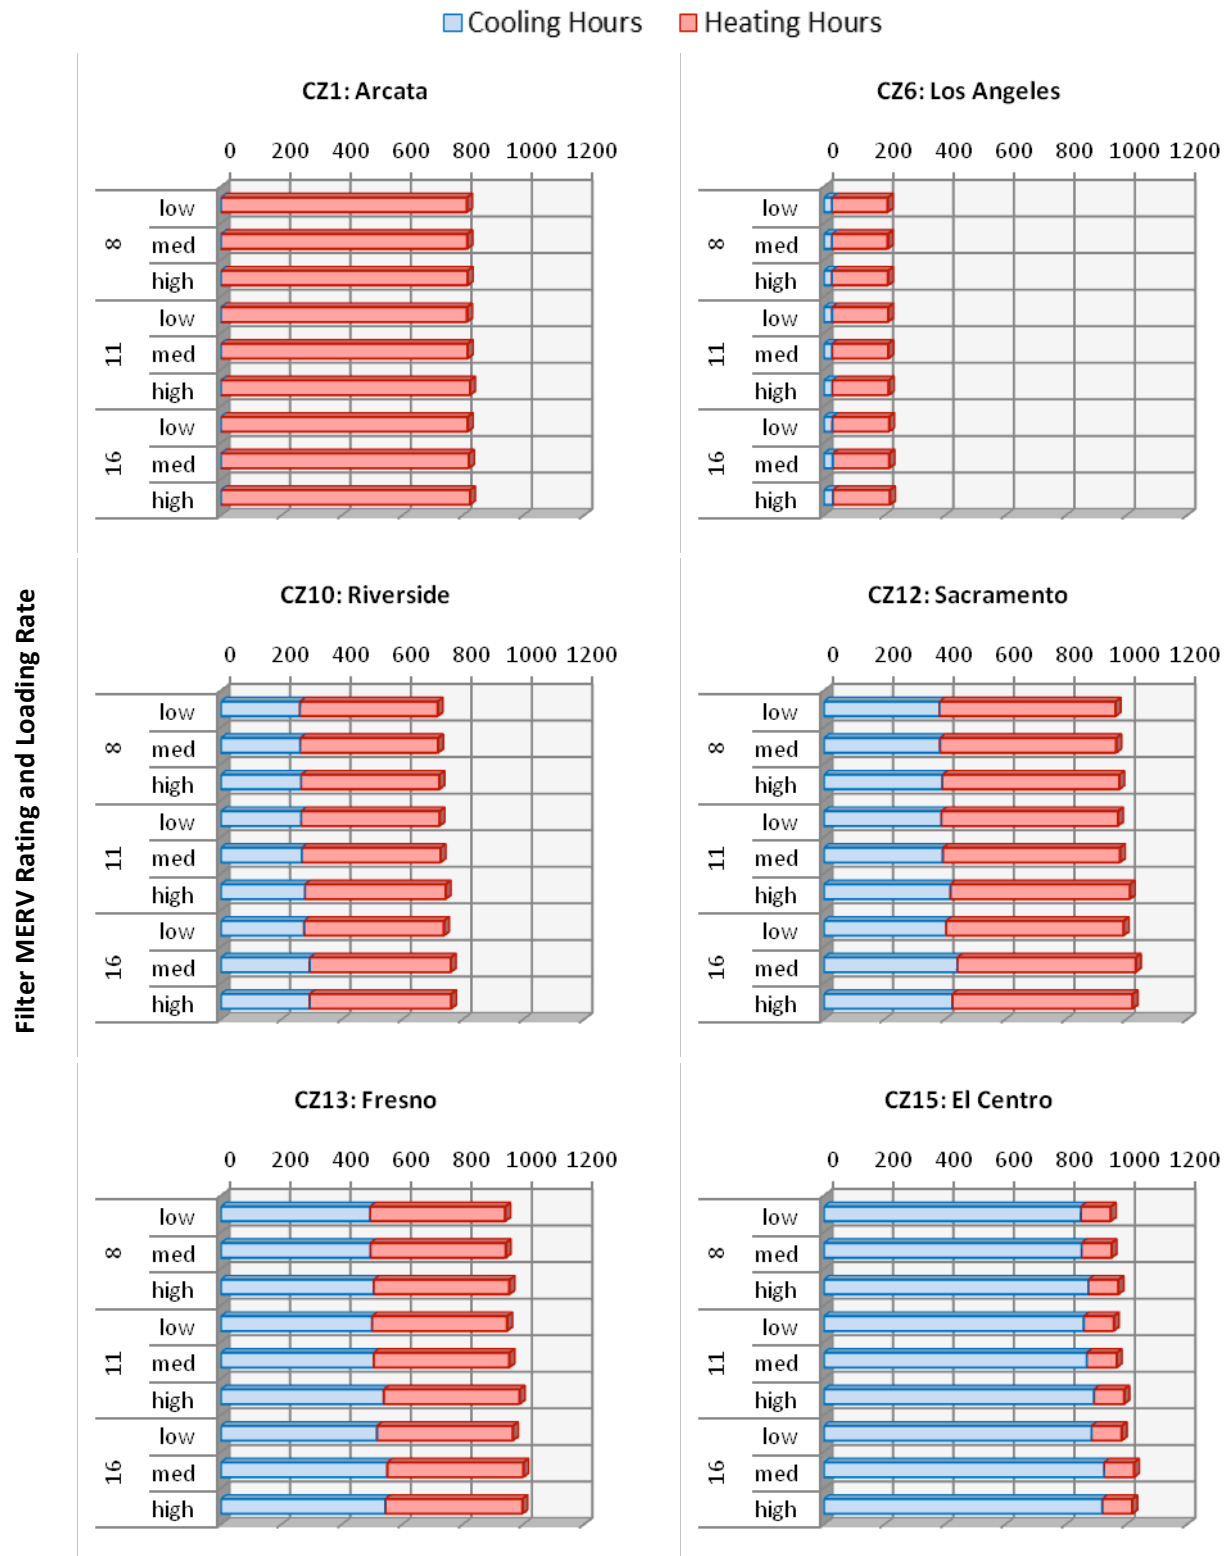 Cooling Hours Heating Hours
Filter MERV Rating and Loading Rate
CZ1: Arcata
0 200 400 600 800 1000 1200
8
low
med
high
11
low
med
high
16
low
med
high
CZ6: Los Angeles
0 200 400 600 800 1000 1200
8
low
med
high
11
low
med
high
16
low
med
high
CZ10: Riverside
0 200 400 600 800 1000 1200
8
low
med
high
11
low
med
high
16
low
med
high
CZ12: Sacramento
0 200 400 600 800 1000 1200
8
low
med
high
11
low
med
high
16
low
med
high
CZ13: Fresno
0 200 400 600 800 1000 1200
8
low
med
high
11
low
med
high
16
low
med
high
CZ15: El Centro
0 200 400 600 800 1000 1200
8
low
med
high
11
low
med
high
16
low
med
high